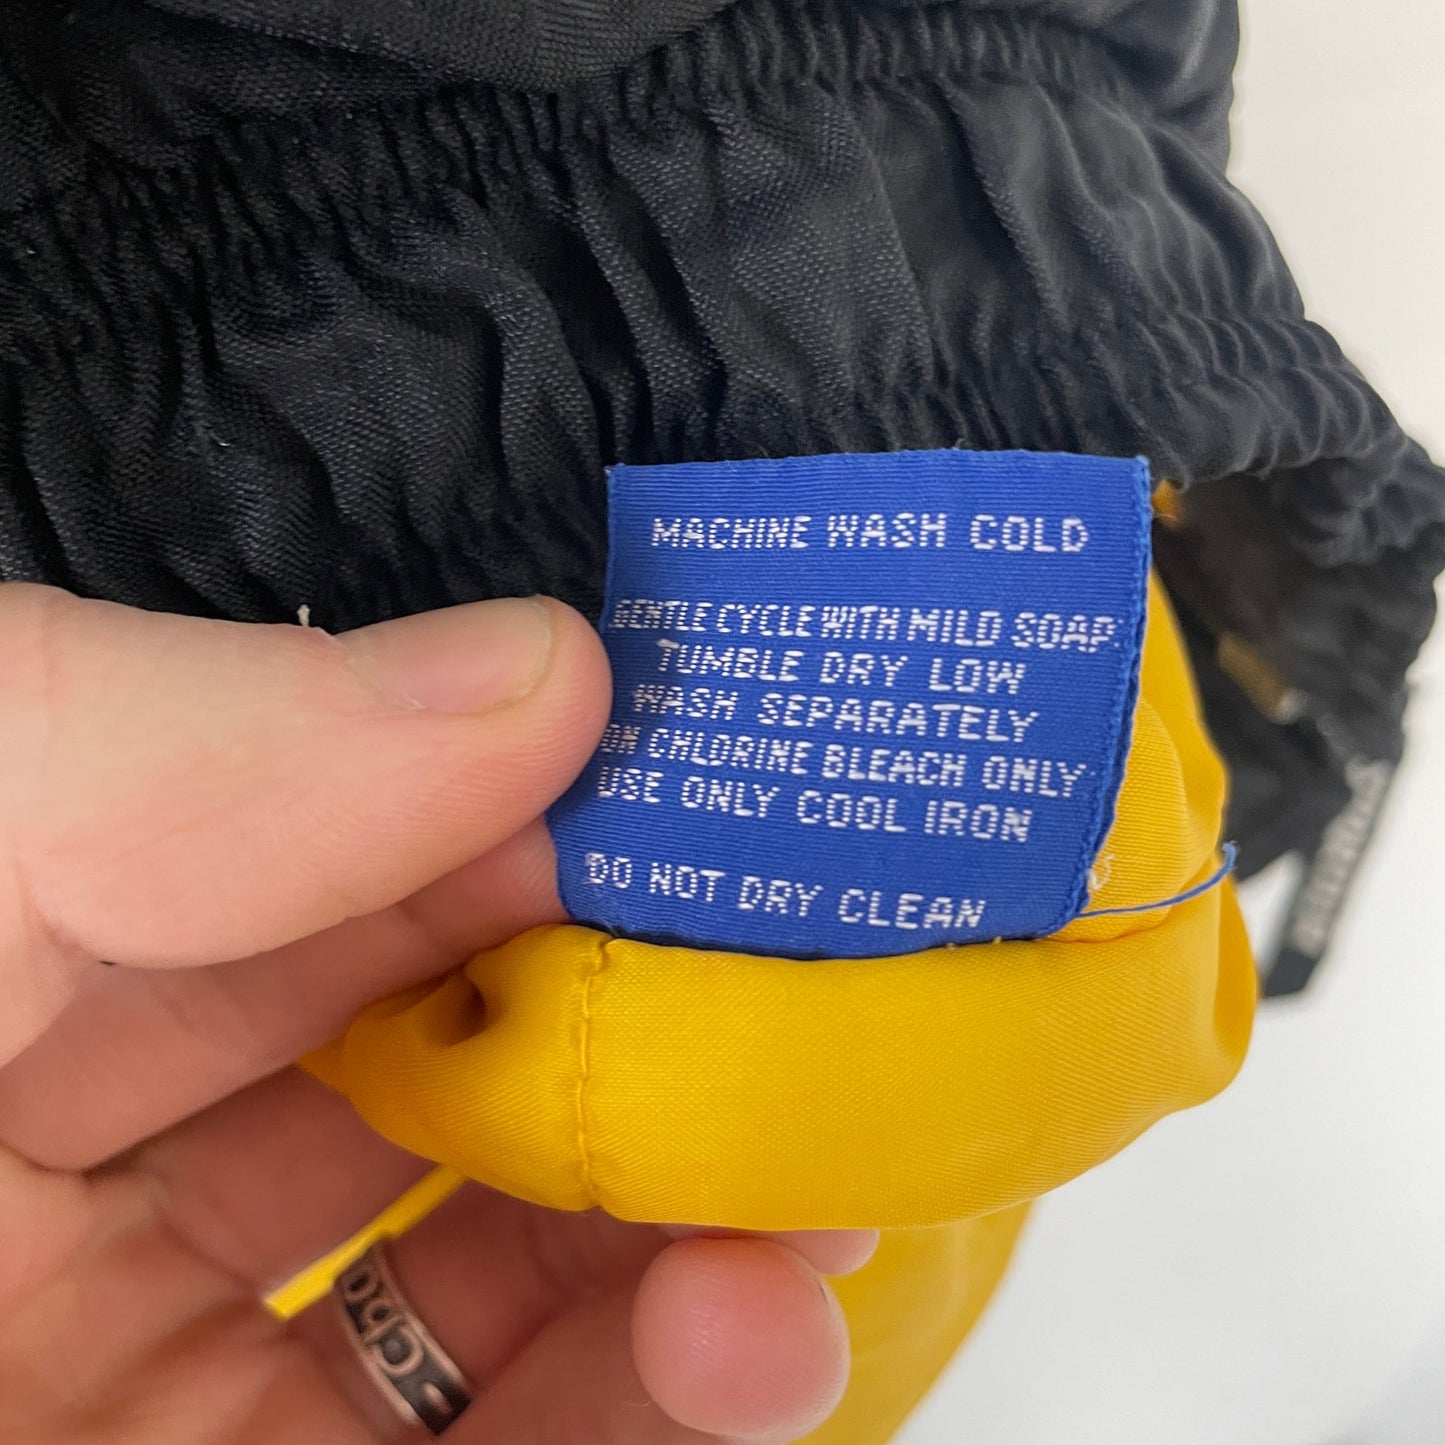 MACHINE WASH COLD
GENTLE CYCLE WITH MILD SOAP
TUMBLE DRY LOW
WASH SEPARATELY
ON CHLORINE BLEACH ONLY
USE ONLY COOL IRON
DO NOT DRY CLEAN